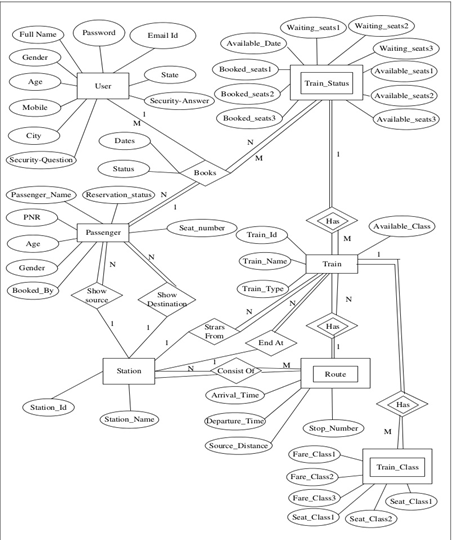 Full Name
Password
Email Id
Gender
State
Age
User
Security-Answer
Mobile
City
Security-Question
Waiting_seats1
Waiting_seats2
Available_Date
Waiting_seats3
Booked_seats1
Train_Status
Available_seats1
Booked_seats2
Available_seats2
Booked_seats3
Available_seats3
1
M
N
M
1
Dates
Status
Books
N
1
Passenger_Name
Reservation_status
PNR
Seat_number
Passenger
Age
Gender
Booked_By
N
N
Show
source
Show
Destination
1
1
Has
M
Available_Class
Train_Id
Train_Name
Train
1
Train_Type
N
N
N
Strars
From
Has
End At
1
1
1
Station
N
Consist Of
M
Route
Has
M
Arrival_Time
Departure_Time
Stop_Number
Source_Distance
Station_Id
Station_Name
Fare_Class1
Train_Class
Fare_Class2
Fare_Class3
Seat_Class1
Seat_Class1
Seat_Class2